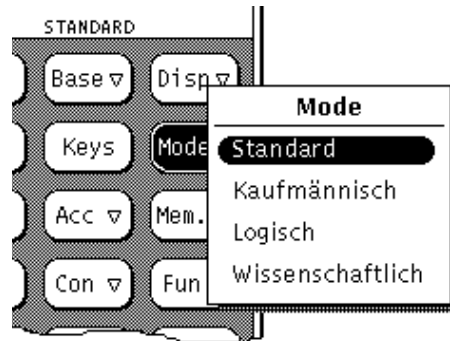 STANDARD
Base ▽ Disp ▽
Keys Mode
Acc ▽ Mem.
Con ▽ Fun
Mode
Standard
Kaufmännisch
Logisch
Wissenschaftlich